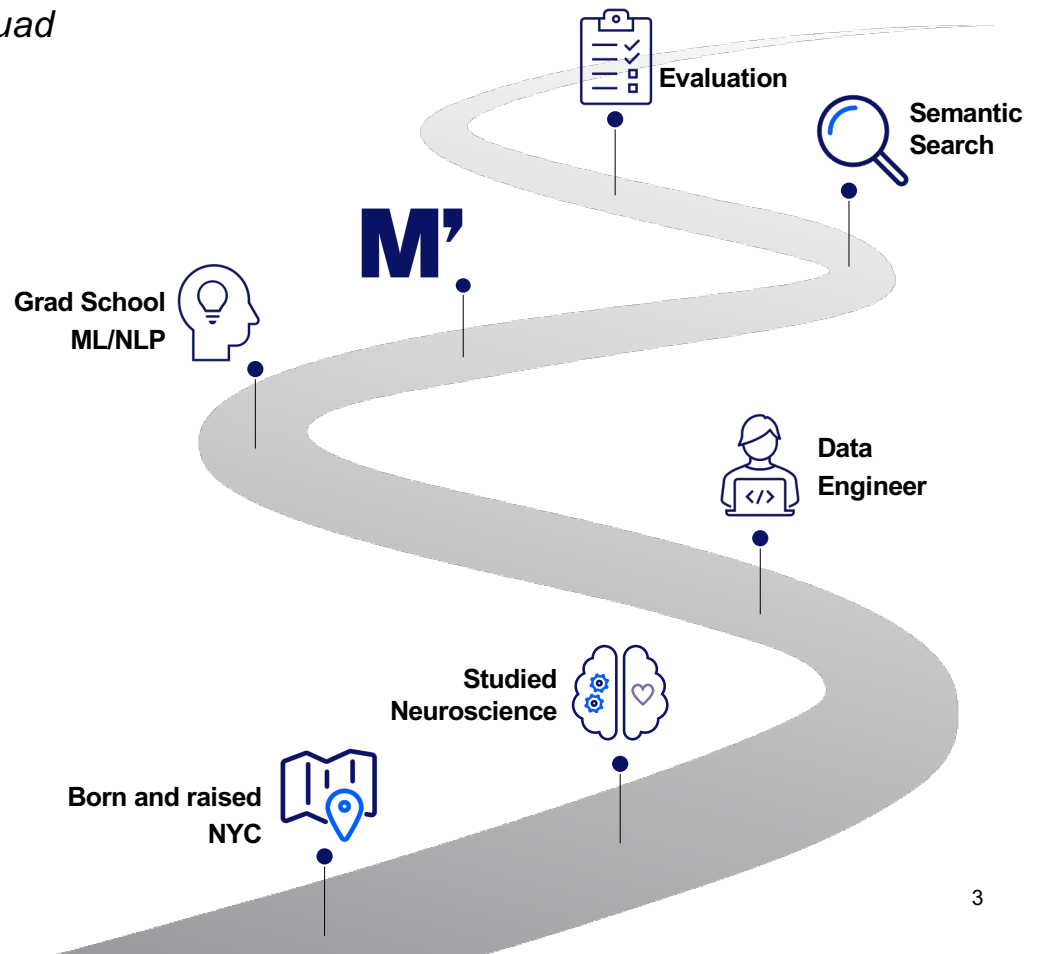 uad
Evaluation
Semantic
Search
M’
Grad School
ML/NLP
Data
Engineer
</>
Studied
Neuroscience
Born and raised
NYC
3